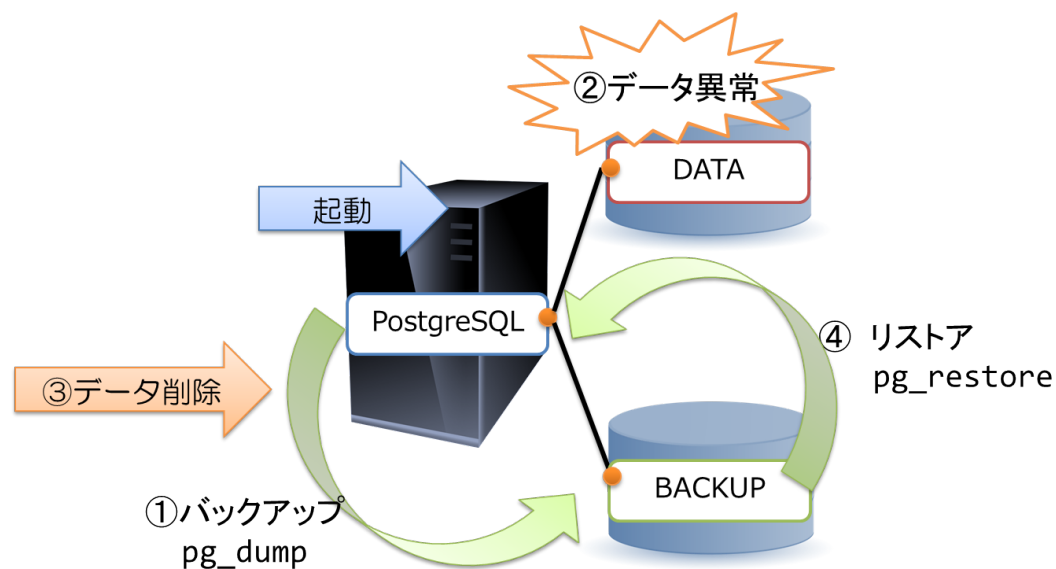 ②データ異常
DATA
起動
PostgreSQL
④ リストア
pg_restore
③データ削除
BACKUP
①バックアップ
pg_dump